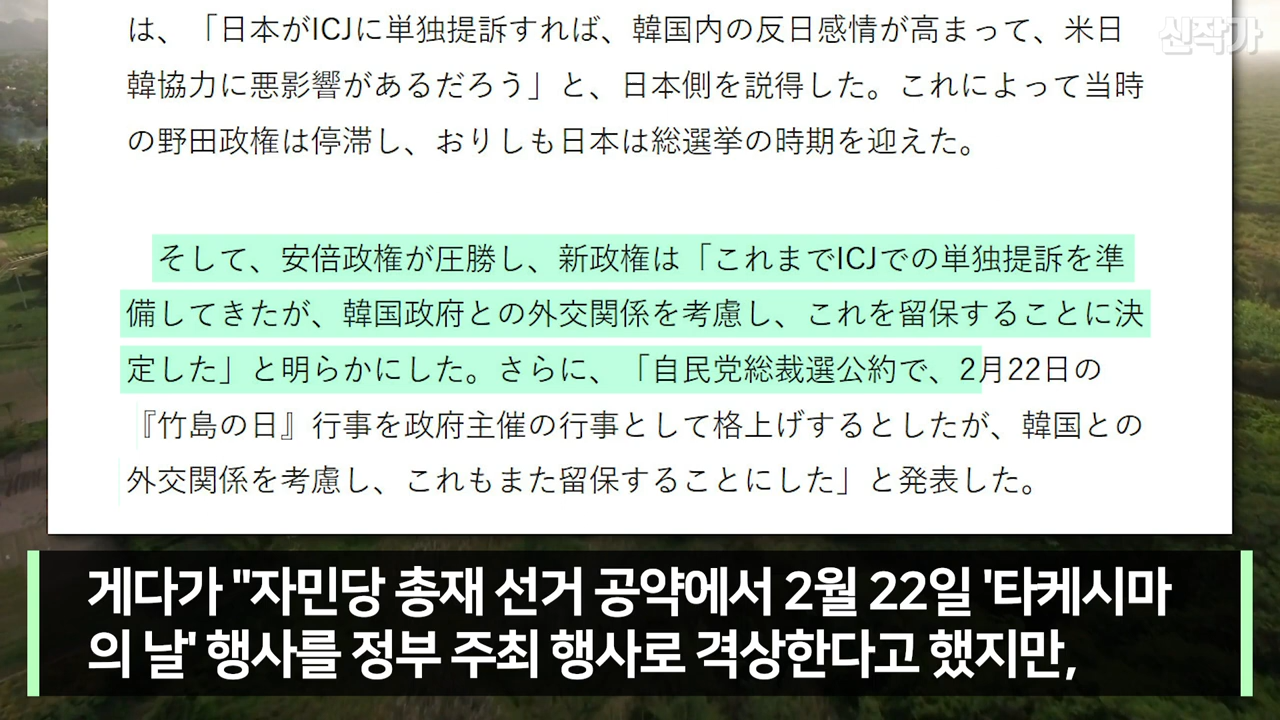 신작가
は、「日本がICJに単独提訴すれば、韓国内の反日感情が高まって、米日
韓協力に悪影響があるだろう」と、日本側を説得した。これによって当時
の野田政権は停滞し、おりしも日本は総選挙の時期を迎えた。
そして、安倍政権が圧勝し、新政権は「これまでICJでの単独提訴を準
備してきたが、韓国政府との外交関係を考慮し、これを留保することに決
定した」と明らかにした。さらに、「自民党総裁選公約で、2月22日の
『竹島の日』行事を政府主催の行事として格上げするとしたが、韓国との
外交関係を考慮し、これもまた留保することにした」と発表した。
게다가 "자민당 총재 선거 공약에서 2월 22일 '타케시마
의 날' 행사를 정부 주최 행사로 격상한다고 했지만,